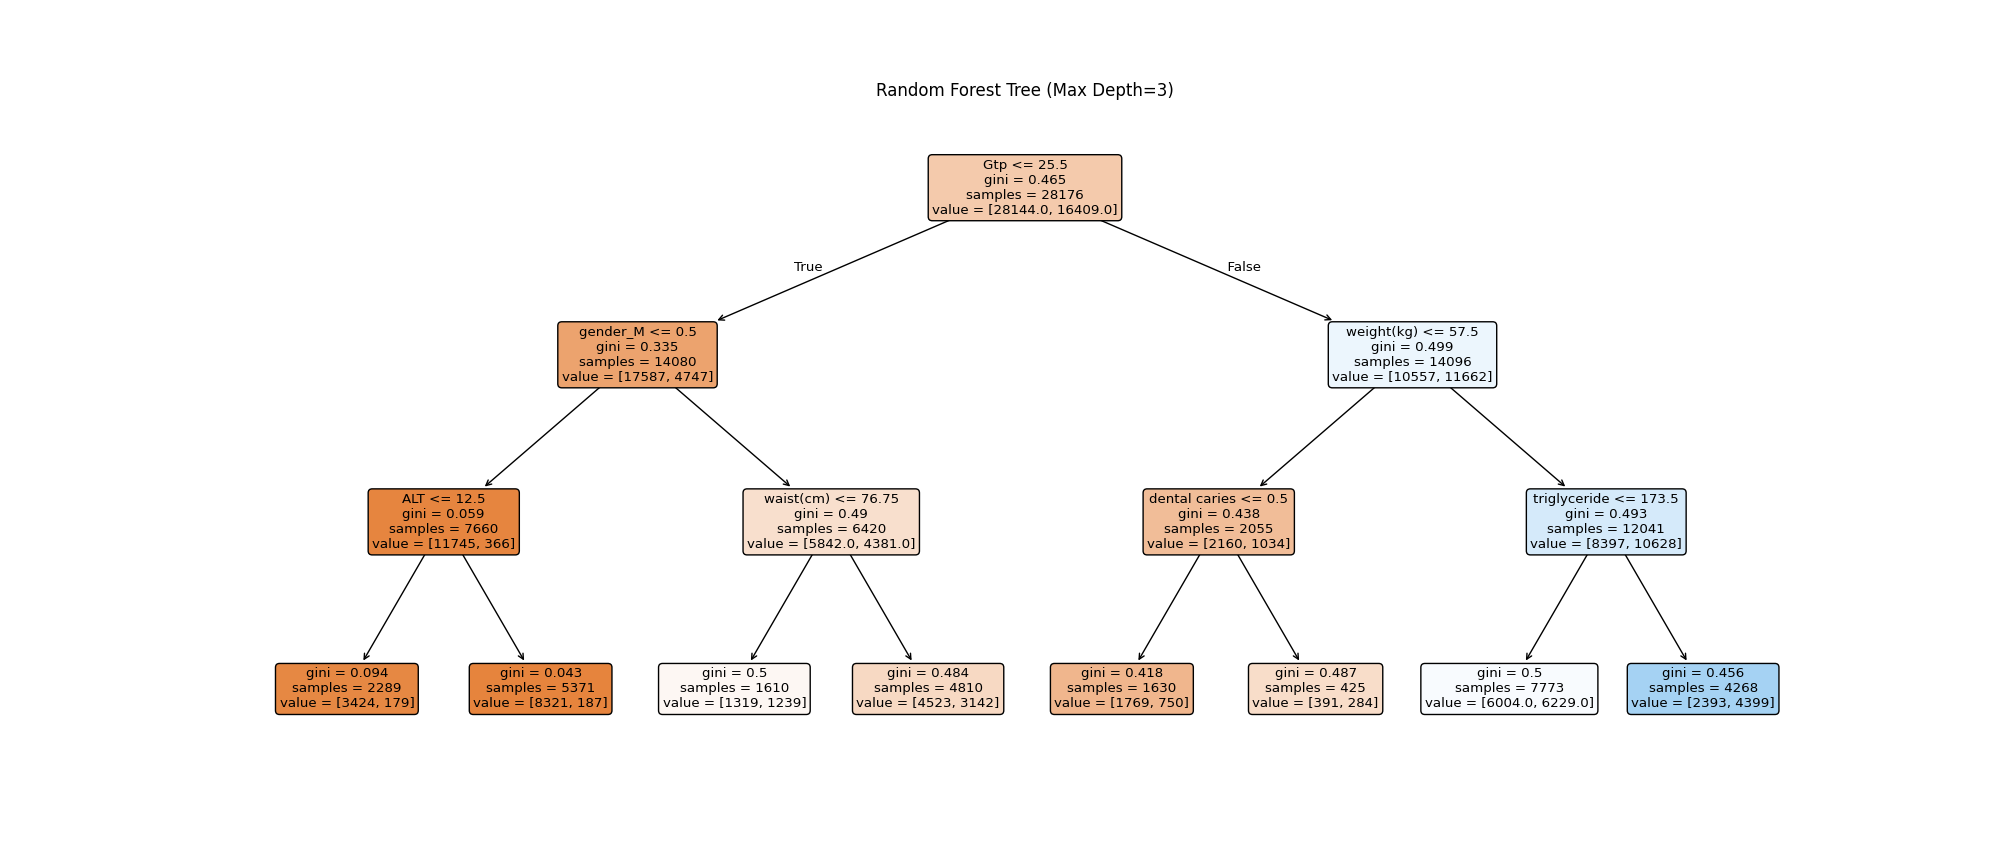 Random Forest Tree (Max Depth=3)
Gtp <= 25.5
gini = 0.465
samples = 28176
value = [28144.0, 16409.0]
True
False
gender_M <= 0.5
gini = 0.335
samples = 14080
value = [17587, 4747]
weight(kg) <= 57.5
gini = 0.499
samples = 14096
value = [10557, 11662]
ALT <= 12.5
gini = 0.059
samples = 7660
value = [11745, 366]
waist(cm) <= 76.75
gini = 0.49
samples = 6420
value = [5842.0, 4381.0]
dental caries <= 0.5
gini = 0.438
samples = 2055
value = [2160, 1034]
triglyceride <= 173.5
gini = 0.493
samples = 12041
value = [8397, 10628]
gini = 0.094
samples = 2289
value = [3424, 179]
gini = 0.043
samples = 5371
value = [8321, 187]
gini = 0.5
samples = 1610
value = [1319, 1239]
gini = 0.484
samples = 4810
value = [4523, 3142]
gini = 0.418
samples = 1630
value = [1769, 750]
gini = 0.487
samples = 425
value = [391, 284]
gini = 0.5
samples = 7773
value = [6004.0, 6229.0]
gini = 0.456
samples = 4268
value = [2393, 4399]